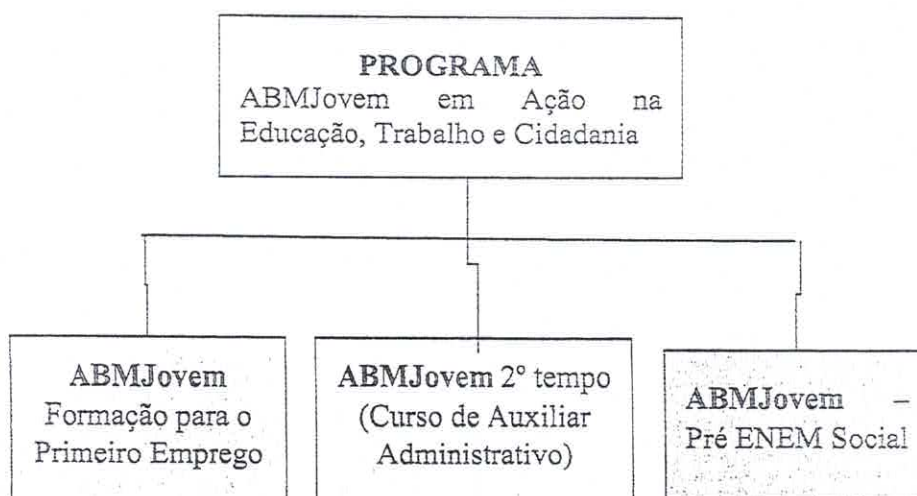 PROGRAMA
ABMJovem em Ação na
Educação, Trabalho e Cidadania
ABMJovem
Formação para o
Primeiro Emprego
ABMJovem 2º tempo
(Curso de Auxiliar
Administrativo)
ABMJovem –
Pré ENEM Social